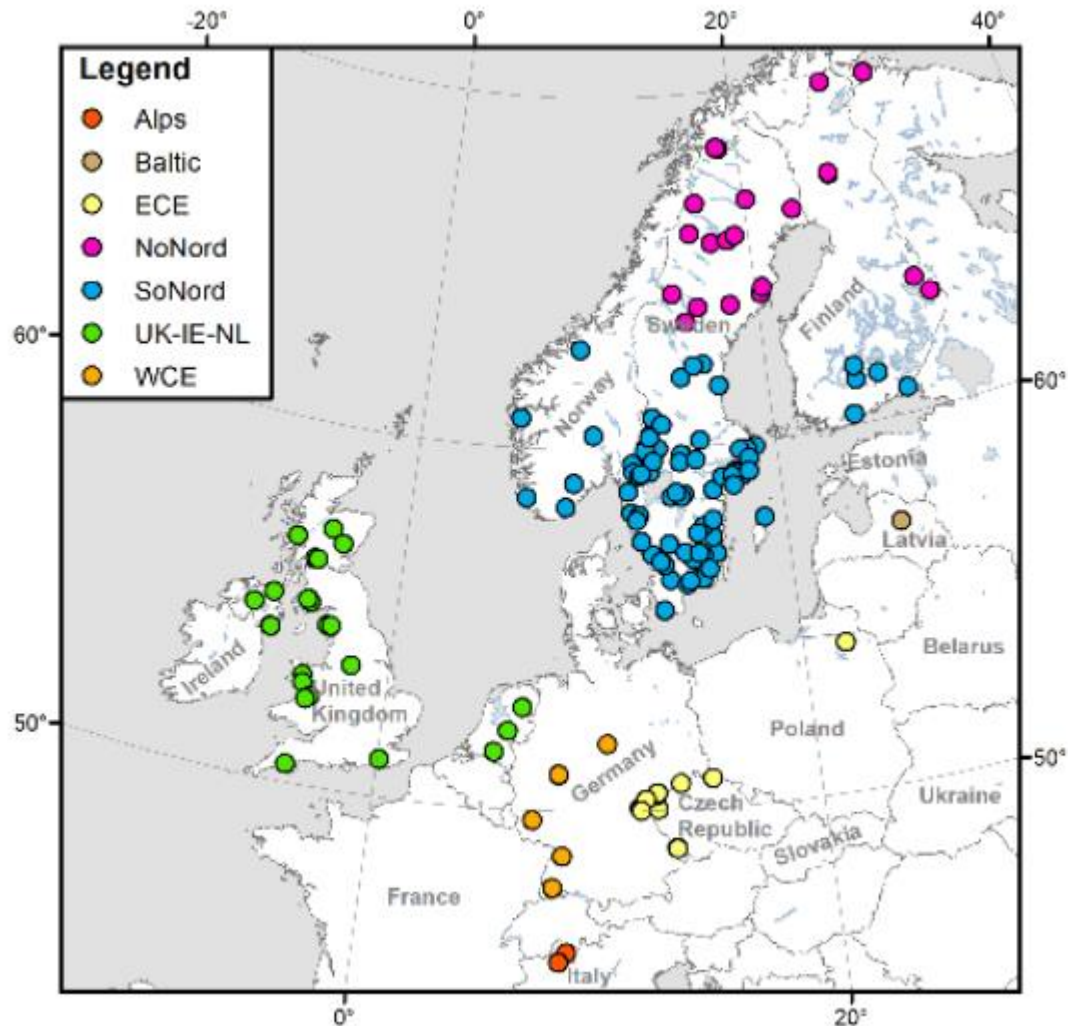 -20° 0° 20° 40°
Legend
Alps
Baltic
ECE
NoNord
SoNord
UK-IE-NL
WCE
60°
60°
50°
50°
Sweden
Finland
Norway
Estonia
Latvia
Belarus
Ireland
United
Kingdom
Poland
Germany
Ukraine
Czech
Republic
Slovakia
France
Italy
0° 20°